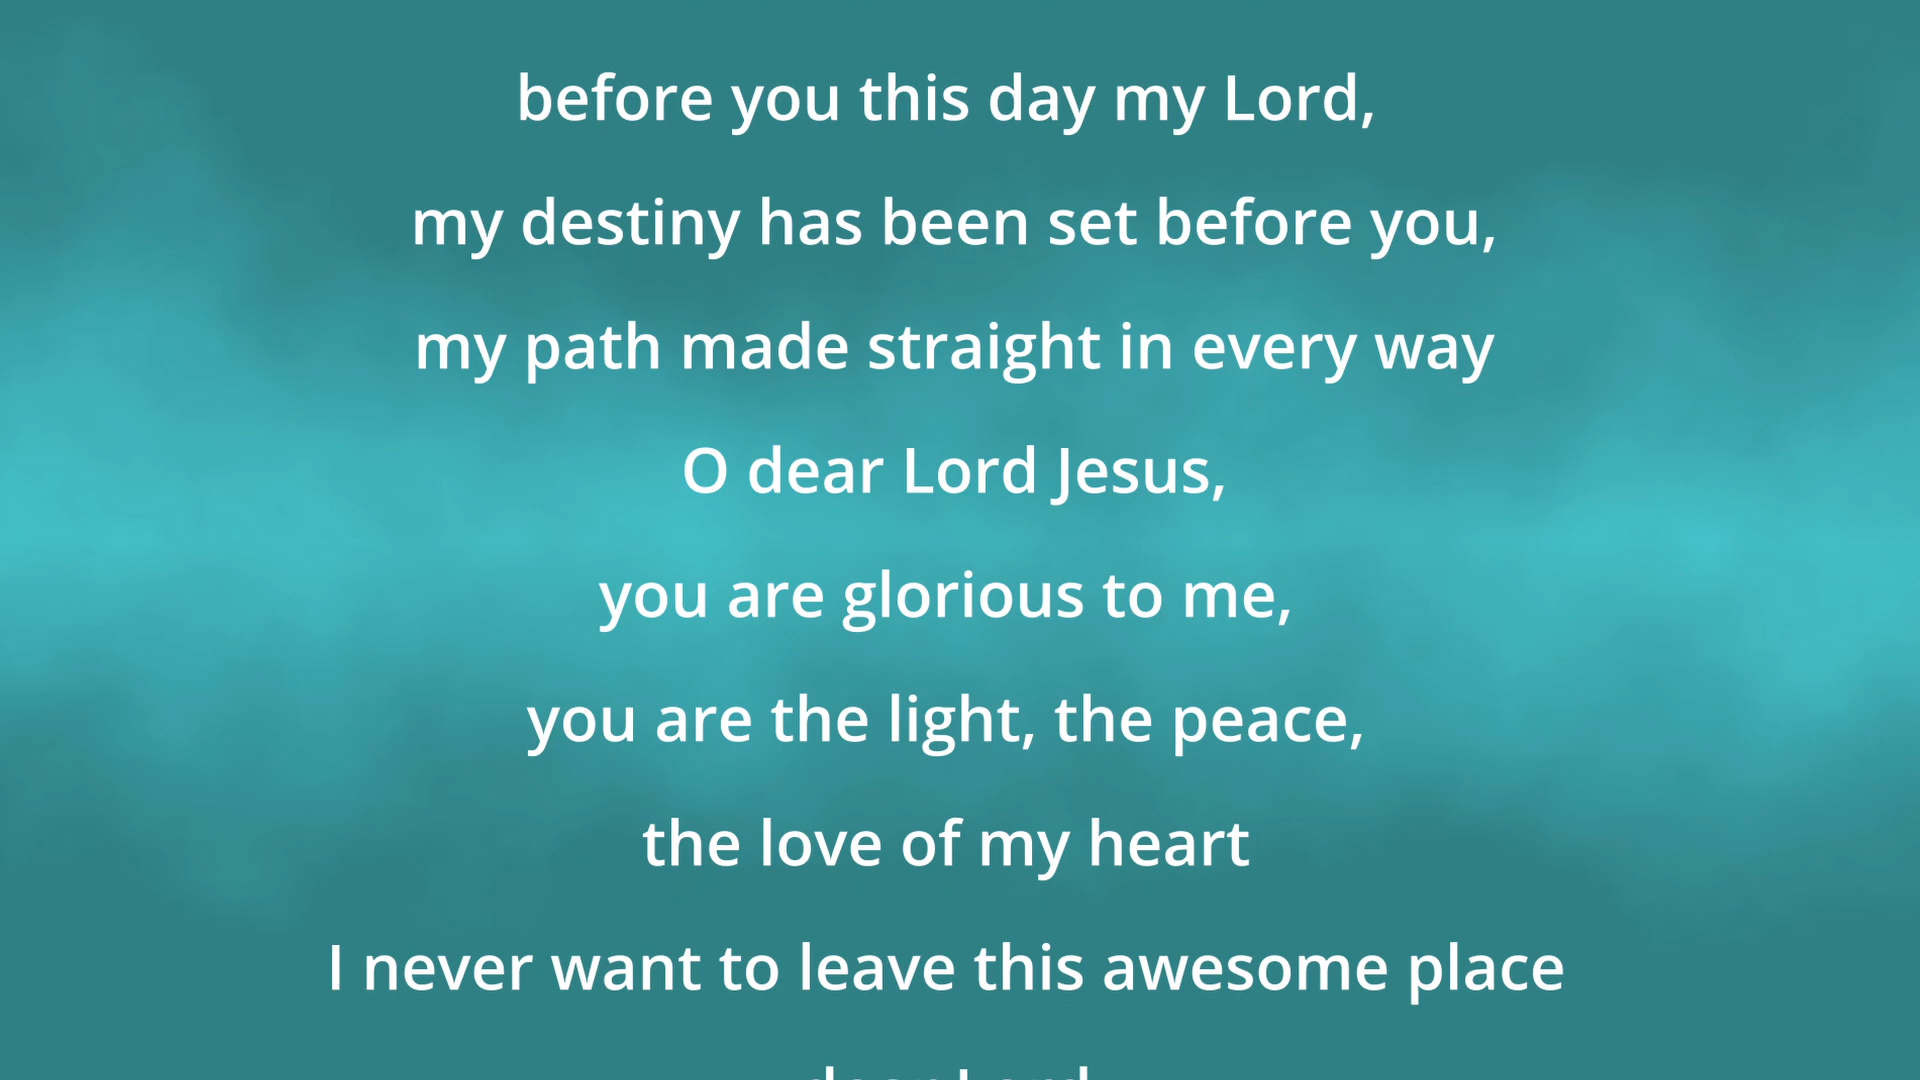 before you this day my Lord,
my destiny has been set before you,
my path made straight in every way
O dear Lord Jesus,
you are glorious to me,
you are the light, the peace,
the love of my heart
I never want to leave this awesome place